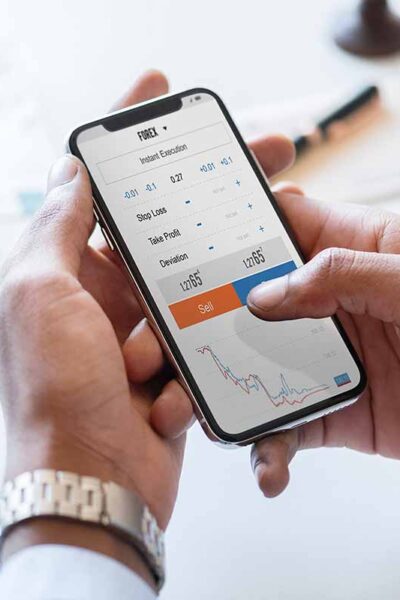 FOREX
Instant Execution
-0.01 -0.1 0.27 +0.01 +0.1
Stop Loss - +
Take Profit - +
Deviation - +
1.2765 1.2765
Sell